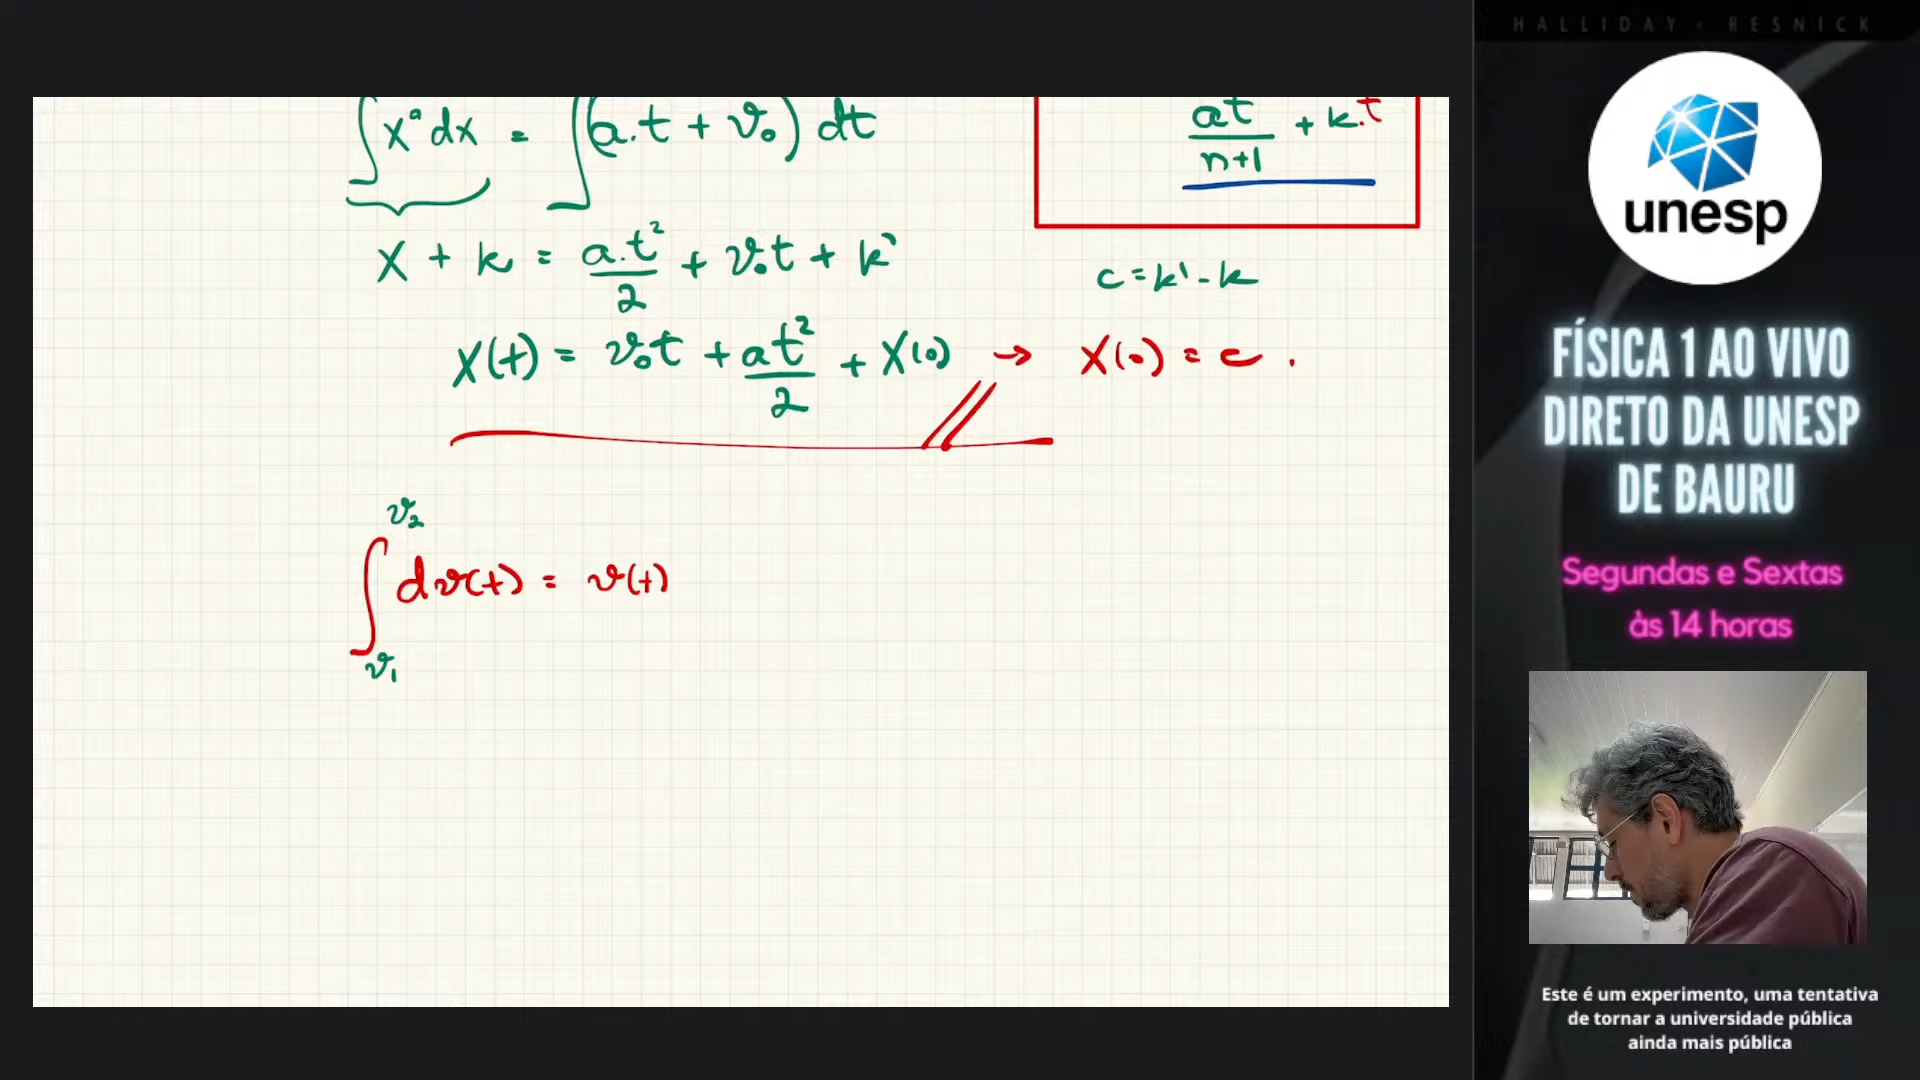 HALLIDAY - RESNICK
∫x⁰dx = ∫(a.t + v₀) dt
at/n+1 + k.t
x + k = a.t²/2 + v₀t + k'
c = k' - k
x(t) = v₀t + at²/2 + x(0) → x(0) = c .
∫ᵥ₁ᵛ² dv(t) = v(t)
unesp
FÍSICA 1 AO VIVO
DIRETO DA UNESP
DE BAURU
Segundas e Sextas
às 14 horas
Este é um experimento, uma tentativa
de tornar a universidade pública
ainda mais pública